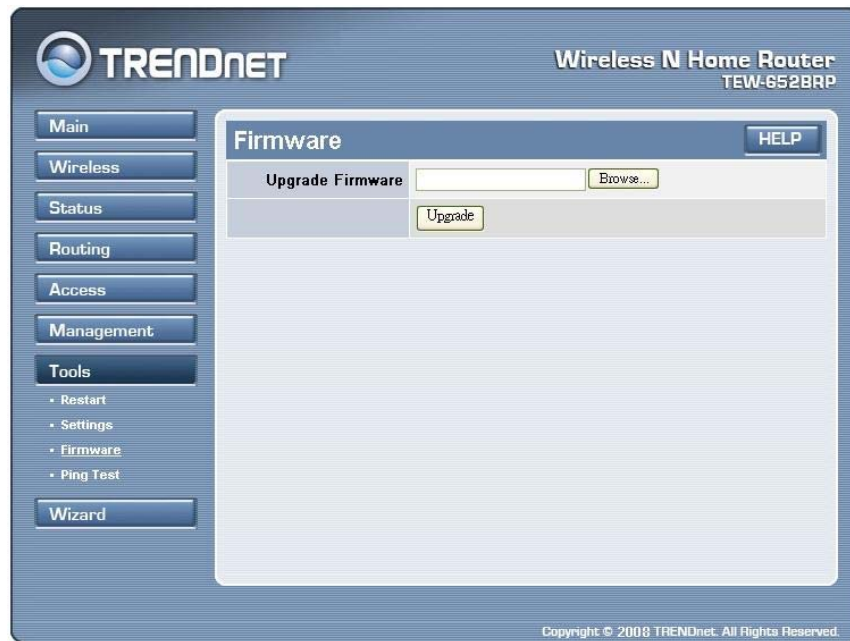 TRENDNET
Wireless N Home Router
TEW-652BRP
Main
Wireless
Status
Routing
Access
Management
Tools
Restart
Settings
Firmware
Ping Test
Wizard
Firmware
HELP
Upgrade Firmware
Browse...
Upgrade
Copyright © 2008 TRENDnet. All Rights Reserved.